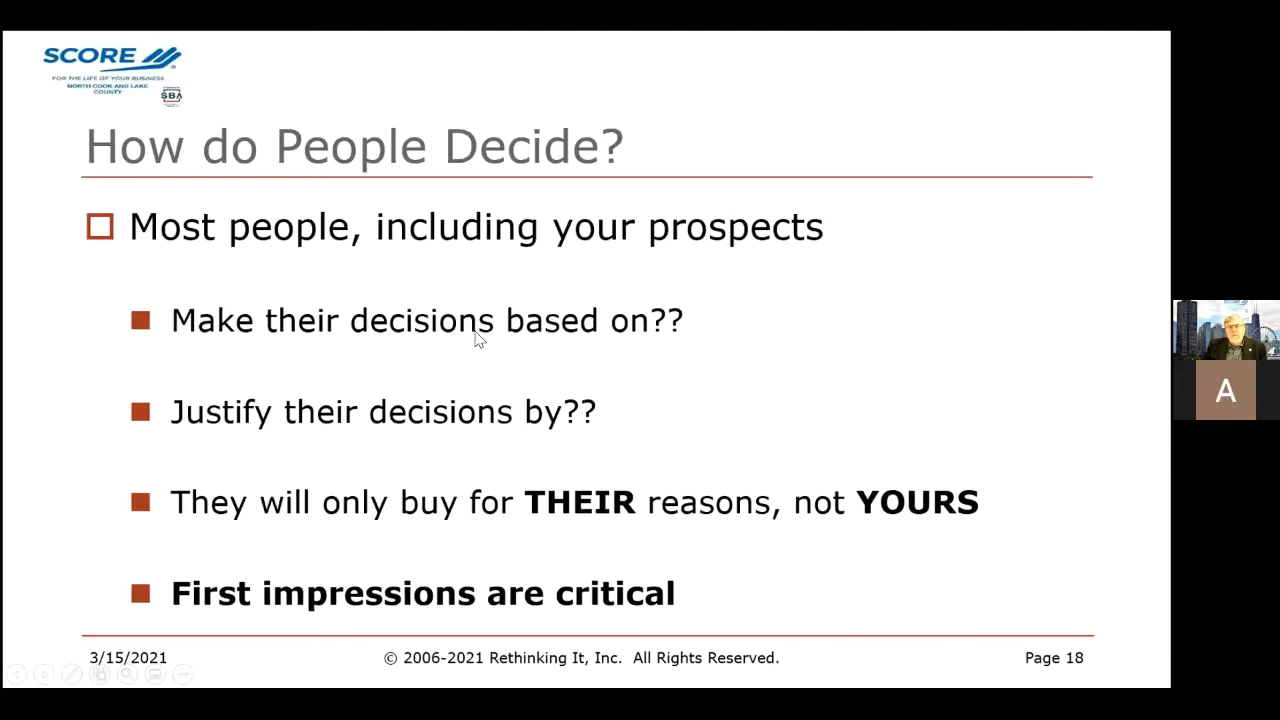 SCORE
FOR THE LIFE OF YOUR BUSINESS
NORTH COOK AND LAKE
COUNTY
SBA
How do People Decide?
Most people, including your prospects
Make their decisions based on??
Justify their decisions by??
They will only buy for THEIR reasons, not YOURS
First impressions are critical
3/15/2021
© 2006-2021 Rethinking It, Inc. All Rights Reserved.
Page 18
A